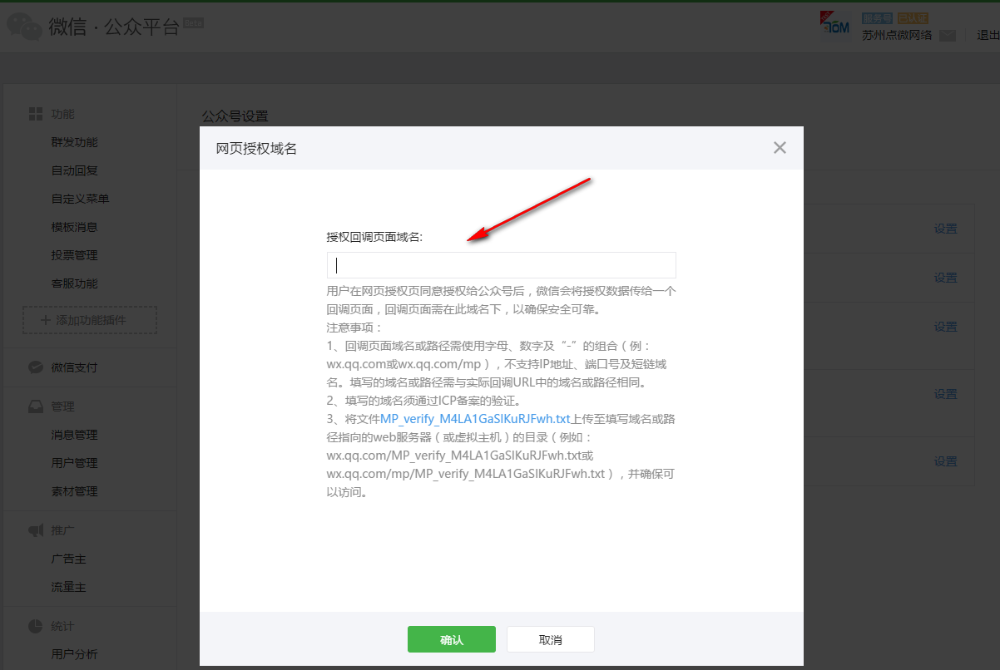 微信 · 公众平台 Beta
服务号 已认证
苏州点微网络
退出
功能
群发功能
自动回复
自定义菜单
模板消息
投票管理
客服功能
添加功能插件
微信支付
管理
消息管理
用户管理
素材管理
推广
广告主
流量主
统计
用户分析
公众号设置
网页授权域名
授权回调页面域名:
用户在网页授权页同意授权给公众号后，微信会将授权数据传给一个
回调页面，回调页面需在此域名下，以确保安全可靠。
注意事项：
1、回调页面域名或路径需使用字母、数字及“-”的组合（例：
wx.qq.com或wx.qq.com/mp），不支持IP地址、端口号及短链域
名。填写的域名或路径需与实际回调URL中的域名或路径相同。
2、填写的域名须通过ICP备案的验证。
3、将文件MP_verify_M4LA1GaSIKuRJFwh.txt上传至填写域名或路
径指向的web服务器（或虚拟主机）的目录（例如：
wx.qq.com/MP_verify_M4LA1GaSIKuRJFwh.txt或
wx.qq.com/mp/MP_verify_M4LA1GaSIKuRJFwh.txt），并确保可
以访问。
确认
取消
设置
设置
设置
设置
设置